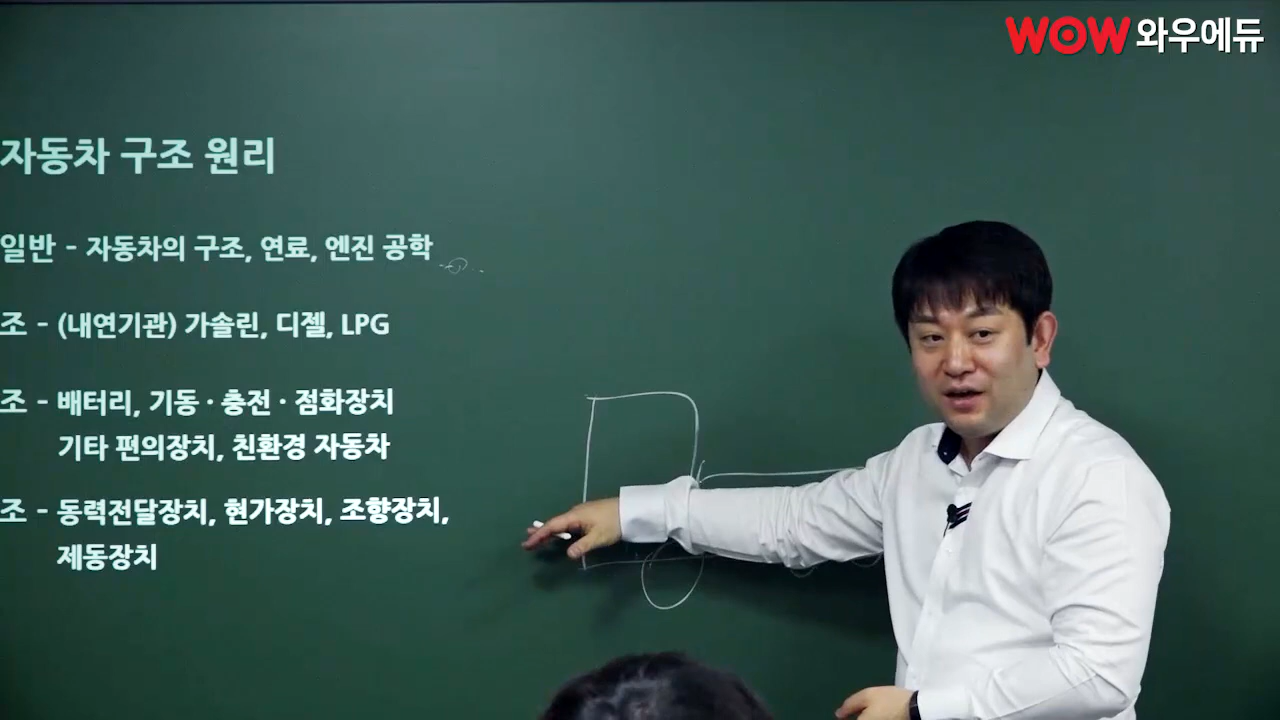 WOW 와우에듀
자동차 구조 원리
일반 - 자동차의 구조, 연료, 엔진 공학
조 - (내연기관) 가솔린, 디젤, LPG
조 - 배터리, 기동 · 충전 · 점화장치
기타 편의장치, 친환경 자동차
조 - 동력전달장치, 현가장치, 조향장치,
제동장치